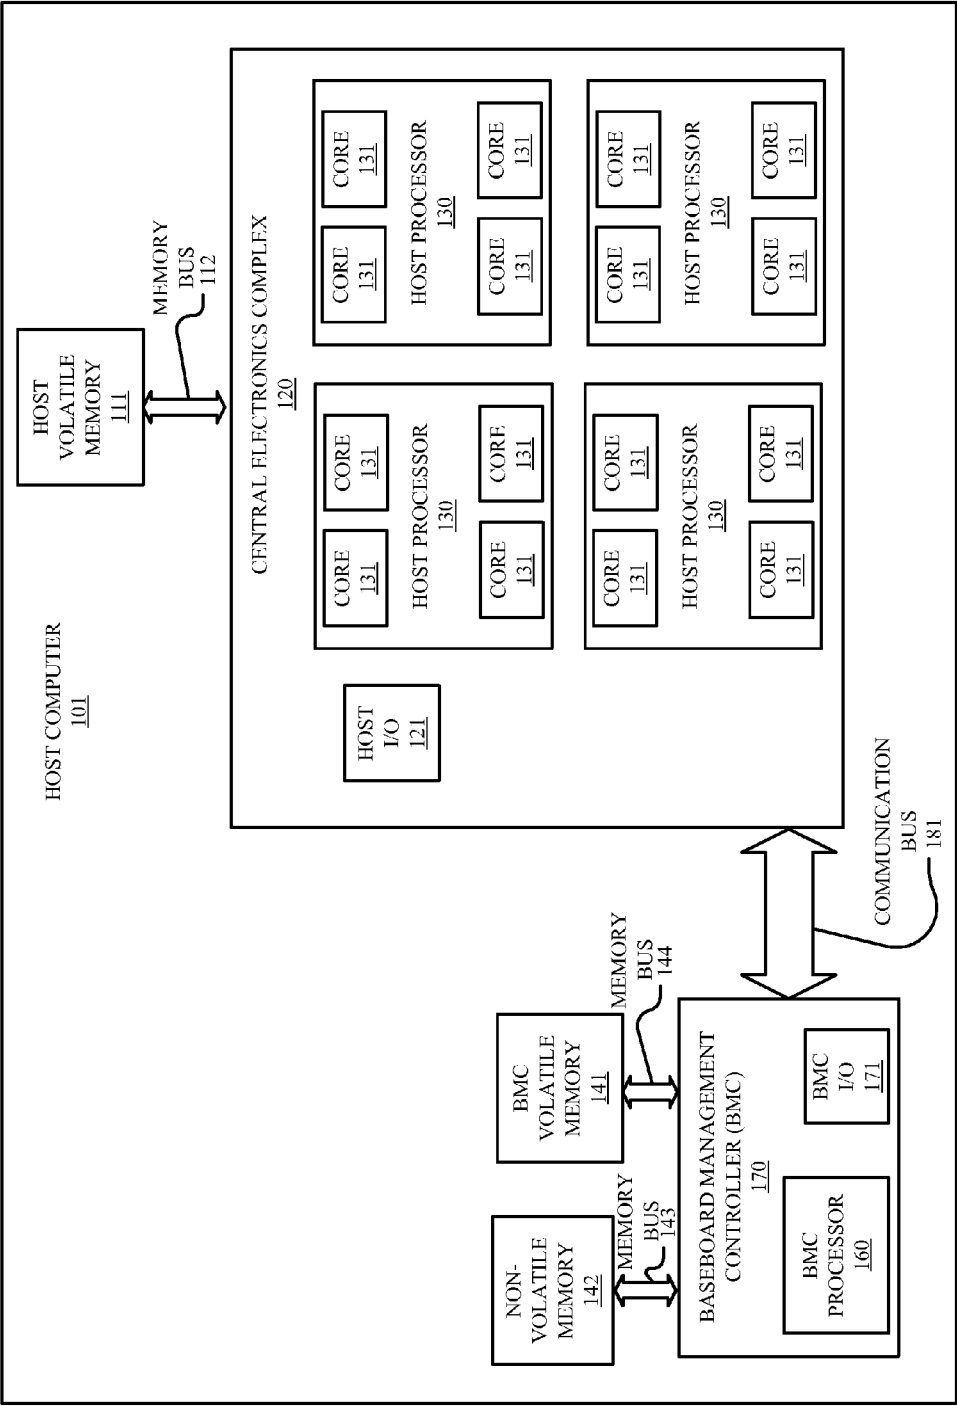 HOST COMPUTER
101
HOST
VOLATILE
MEMORY
111
MEMORY
BUS
112
CENTRAL ELECTRONICS COMPLEX
120
HOST
I/O
121
CORE
131
CORE
131
HOST PROCESSOR
130
CORE
131
CORE
131
CORE
131
CORE
131
HOST PROCESSOR
130
CORE
131
CORE
131
CORE
131
CORE
131
HOST PROCESSOR
130
CORE
131
CORE
131
CORE
131
CORE
131
HOST PROCESSOR
130
CORE
131
CORE
131
NON-
VOLATILE
MEMORY
142
MEMORY
BUS
143
BMC
VOLATILE
MEMORY
141
MEMORY
BUS
144
BASEBOARD MANAGEMENT
CONTROLLER (BMC)
170
BMC
PROCESSOR
160
BMC
I/O
171
COMMUNICATION
BUS
181